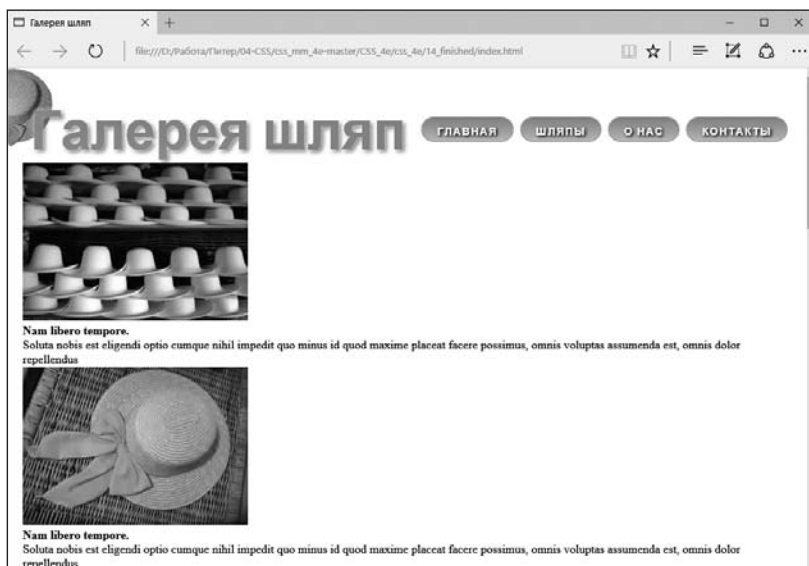 Галерея шляп
file:///D:/Работа/Питер/04-CSS/css_mm_4e-master/CSS_4e/css_4e/14_finished/index.html
Галерея шляп
ГЛАВНАЯ ШЛЯПЫ О НАС КОНТАКТЫ
Nam libero tempore.
Soluta nobis est eligendi optio cumque nihil impedit quo minus id quod maxime placeat facere possimus, omnis voluptas assumenda est, omnis dolor
repellendus
Nam libero tempore.
Soluta nobis est eligendi optio cumque nihil impedit quo minus id quod maxime placeat facere possimus, omnis voluptas assumenda est, omnis dolor
repellendus